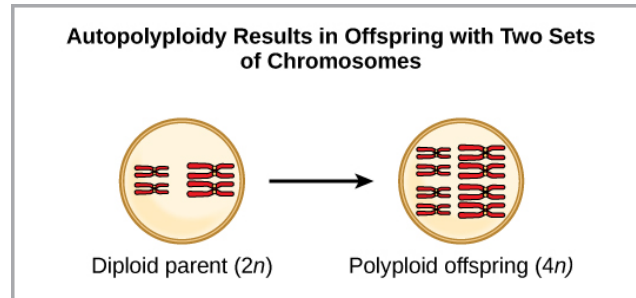 Autopolyploidy Results in Offspring with Two Sets
of Chromosomes
Diploid parent (2n)
Polyploid offspring (4n)